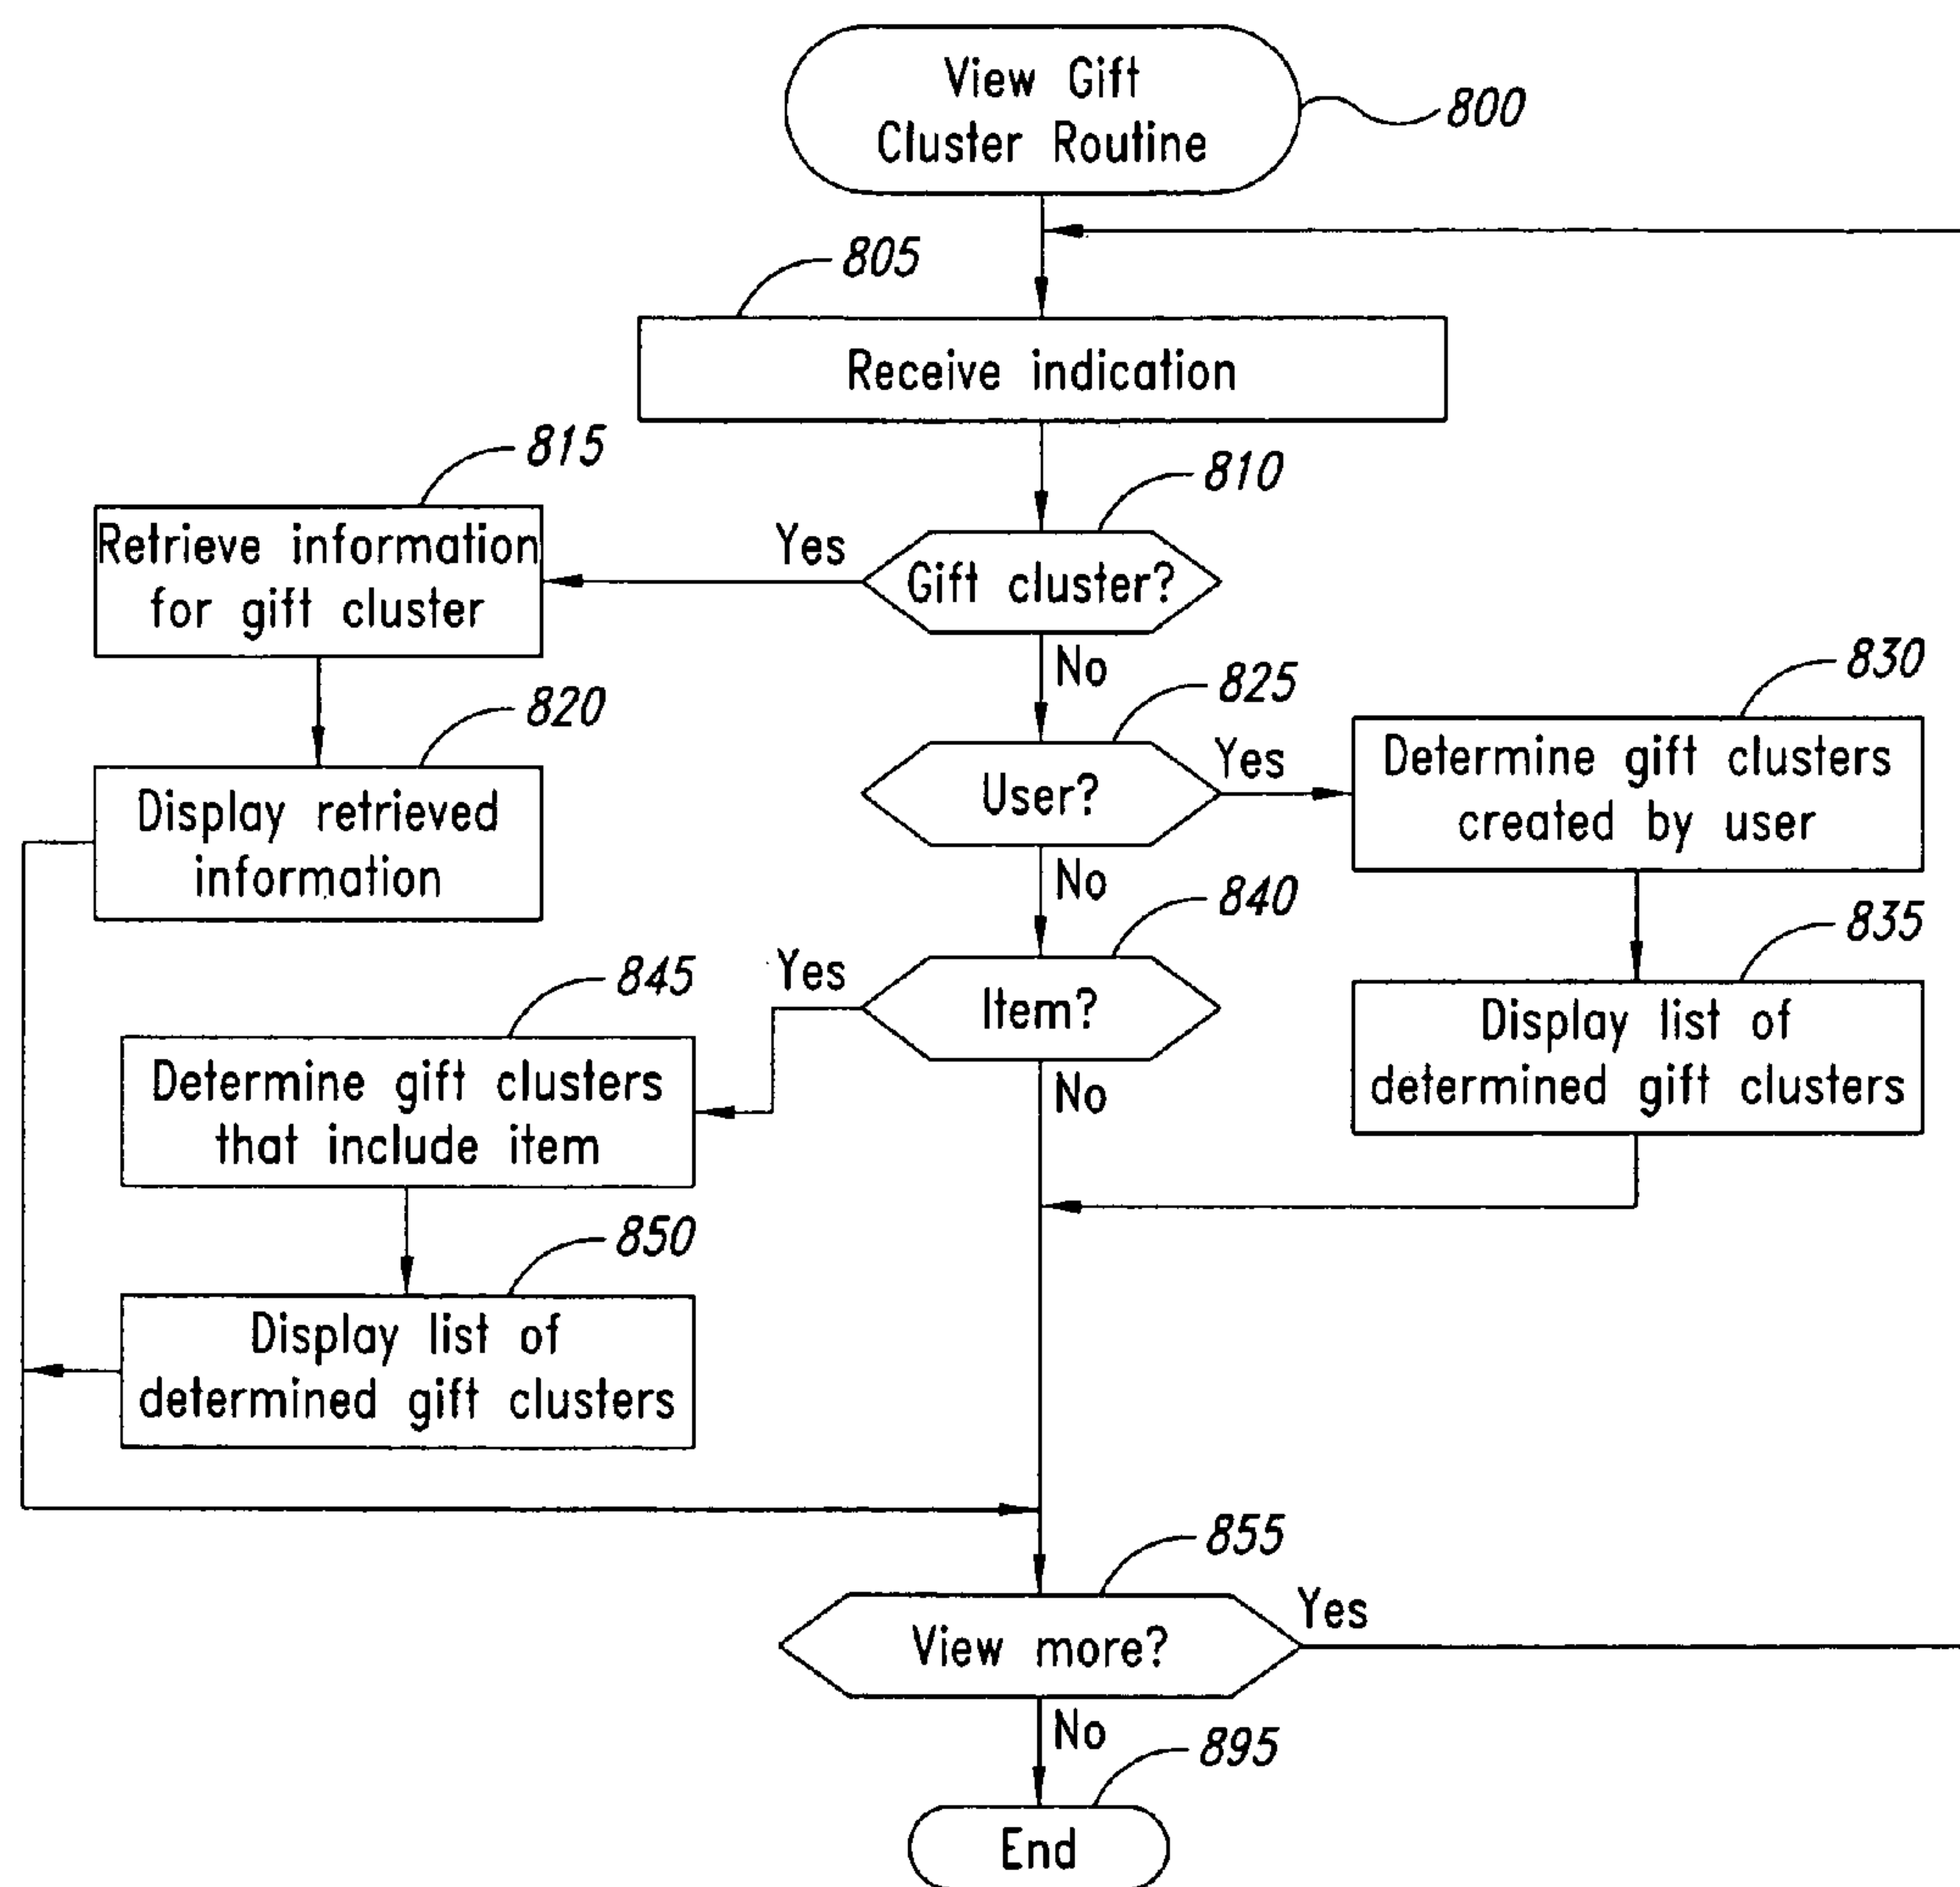 View Gift
Cluster Routine
800
805
Receive indication
815
810
Retrieve information
for gift cluster
Yes
Gift cluster?
No
820
825
830
Display retrieved
information
User?
Yes
Determine gift clusters
created by user
No
840
835
845
Yes
Item?
Display list of
determined gift clusters
Determine gift clusters
that include item
No
850
Display list of
determined gift clusters
855
View more?
Yes
No
895
End